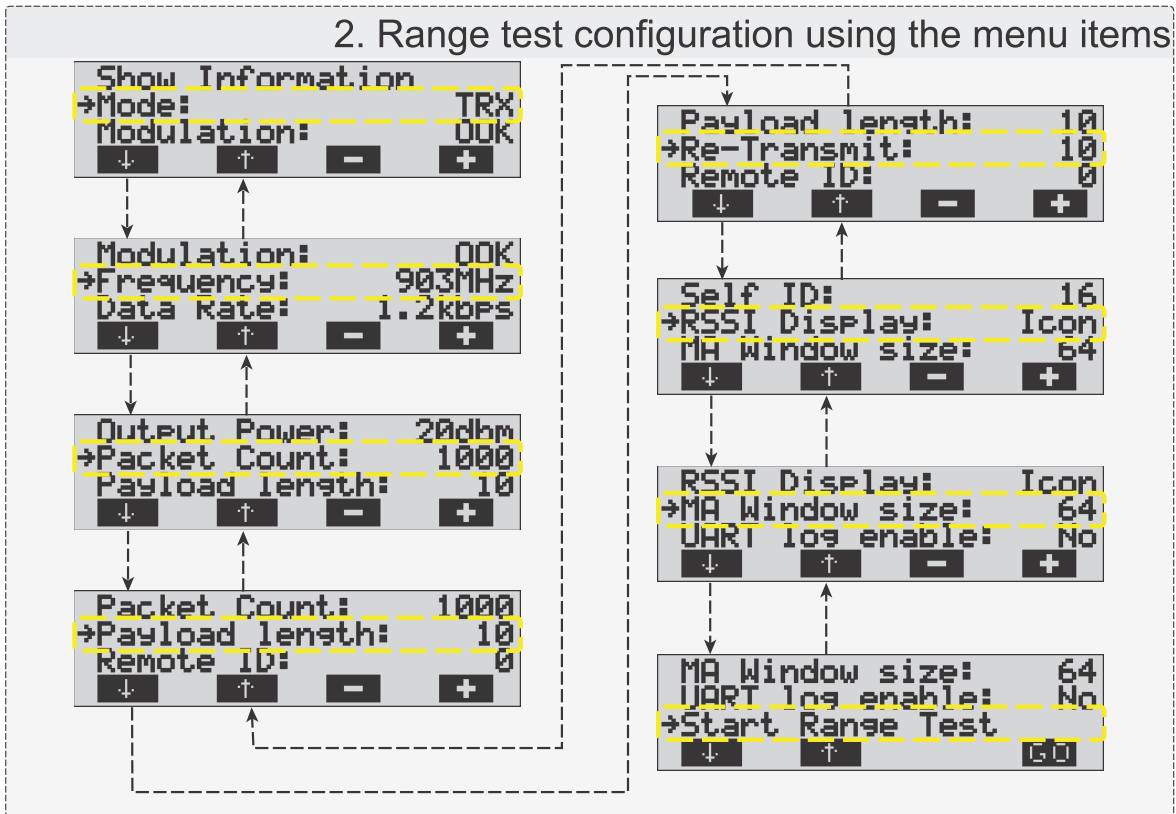 2. Range test configuration using the menu items
Show Information
→Mode: TRX
Modulation: OOK
↓ ↑ − +
Modulation: OOK
→Frequency: 903MHz
Data Rate: 1.2kbps
↓ ↑ − +
Output Power: 20dbm
→Packet Count: 1000
Payload length: 10
↓ ↑ − +
Packet Count: 1000
→Payload length: 10
Remote ID: 0
↓ ↑ − +
Payload length: 10
→Re-Transmit: 10
Remote ID: 0
↓ ↑ − +
Self ID: 16
→RSSI Display: Icon
MA Window size: 64
↓ ↑ − +
RSSI Display: Icon
→MA Window size: 64
UART log enable: No
↓ ↑ − +
MA Window size: 64
UART log enable: No
→Start Range Test
↓ ↑ GO